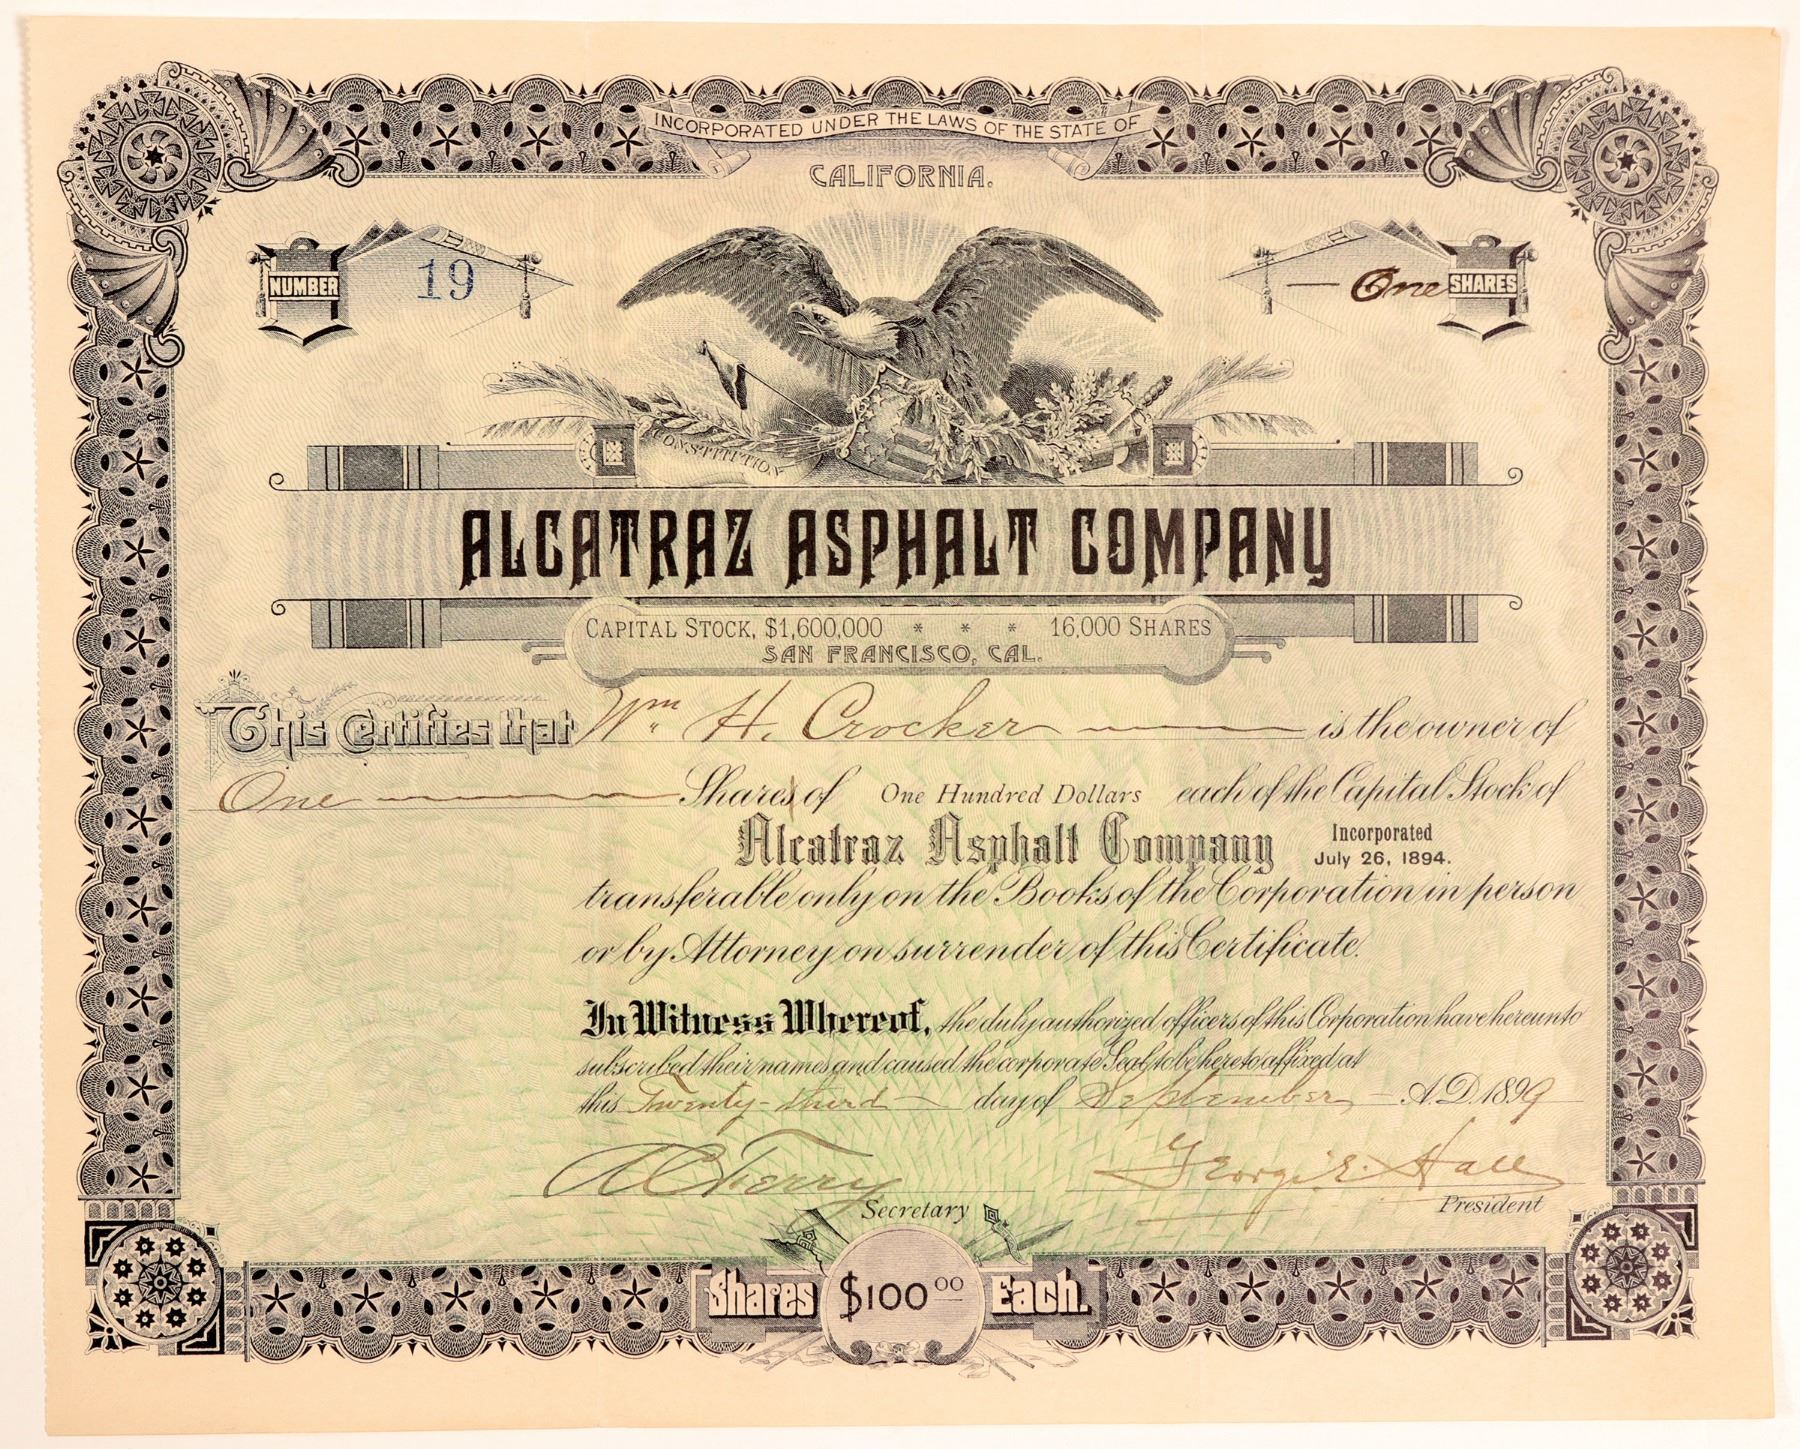 INCORPORATED UNDER THE LAWS OF THE STATE OF
CALIFORNIA.
NUMBER 19
One SHARES
CONSTITUTION
ALCATRAZ ASPHALT COMPANY
CAPITAL STOCK, $1,600,000 * * * 16,000 SHARES
SAN FRANCISCO, CAL.
This Certifies that Wm H. Crocker is the owner of
One Shares of One Hundred Dollars each of the Capital Stock of
Alcatraz Asphalt Company Incorporated July 26, 1894.
transferable only on the Books of the Corporation in person
or by Attorney on surrender of this Certificate.
In Witness Whereof, the duly authorized officers of this Corporation have hereunto
subscribed their names and caused the corporate Seal to be hereto affixed at
this Twenty-third day of September A.D. 1899
George E. Hall
Secretary
President
Shares $100 00 Each.